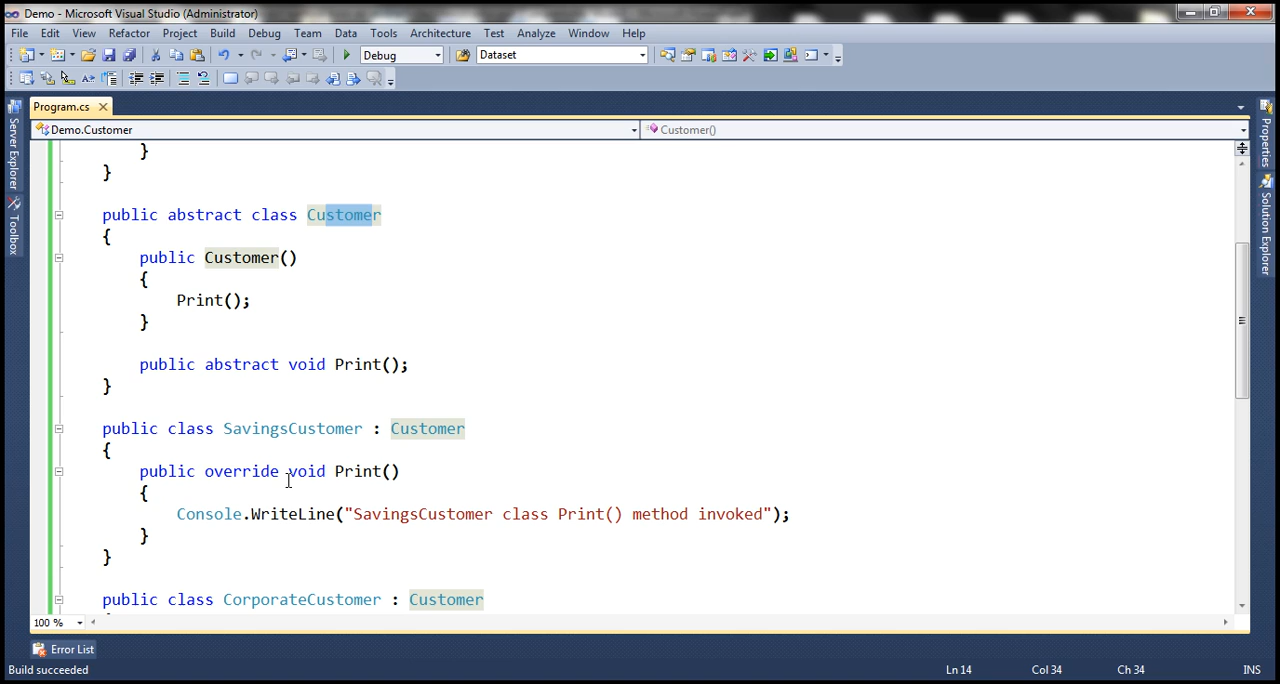 Demo - Microsoft Visual Studio (Administrator)
File Edit View Refactor Project Build Debug Team Data Tools Architecture Test Analyze Window Help
Debug Dataset
Program.cs
Demo.Customer Customer()
Server Explorer
Toolbox
Properties
Solution Explorer
}
}
public abstract class Customer
{
public Customer()
{
Print();
}
public abstract void Print();
}
public class SavingsCustomer : Customer
{
public override void Print()
{
Console.WriteLine("SavingsCustomer class Print() method invoked");
}
}
public class CorporateCustomer : Customer
100 %
Error List
Build succeeded Ln 14 Col 34 Ch 34 INS